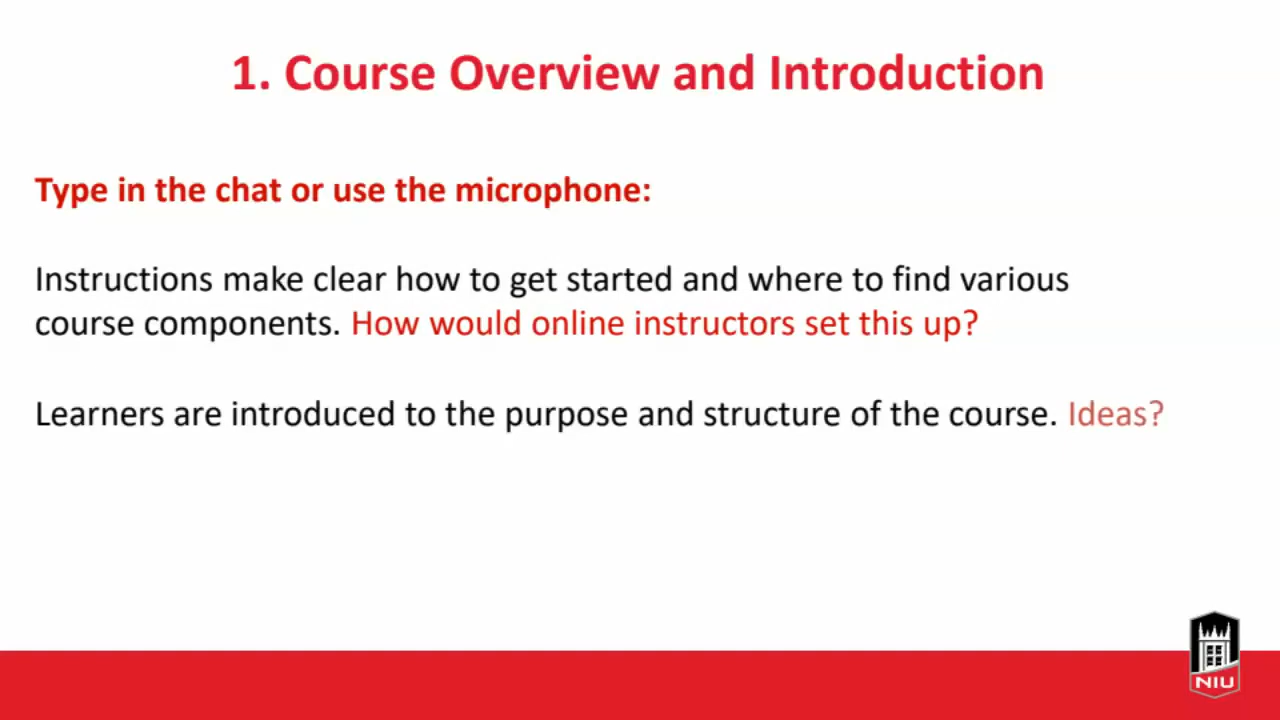 1. Course Overview and Introduction
Type in the chat or use the microphone:
Instructions make clear how to get started and where to find various
course components. How would online instructors set this up?
Learners are introduced to the purpose and structure of the course. Ideas?
NIU